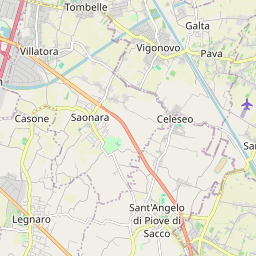 Tombelle
Galta
Villatora
Vigonovo
Pava
Casone
Saonara
Celeseo
Legnaro
Sant'Angelo
di Piove di
Sacco